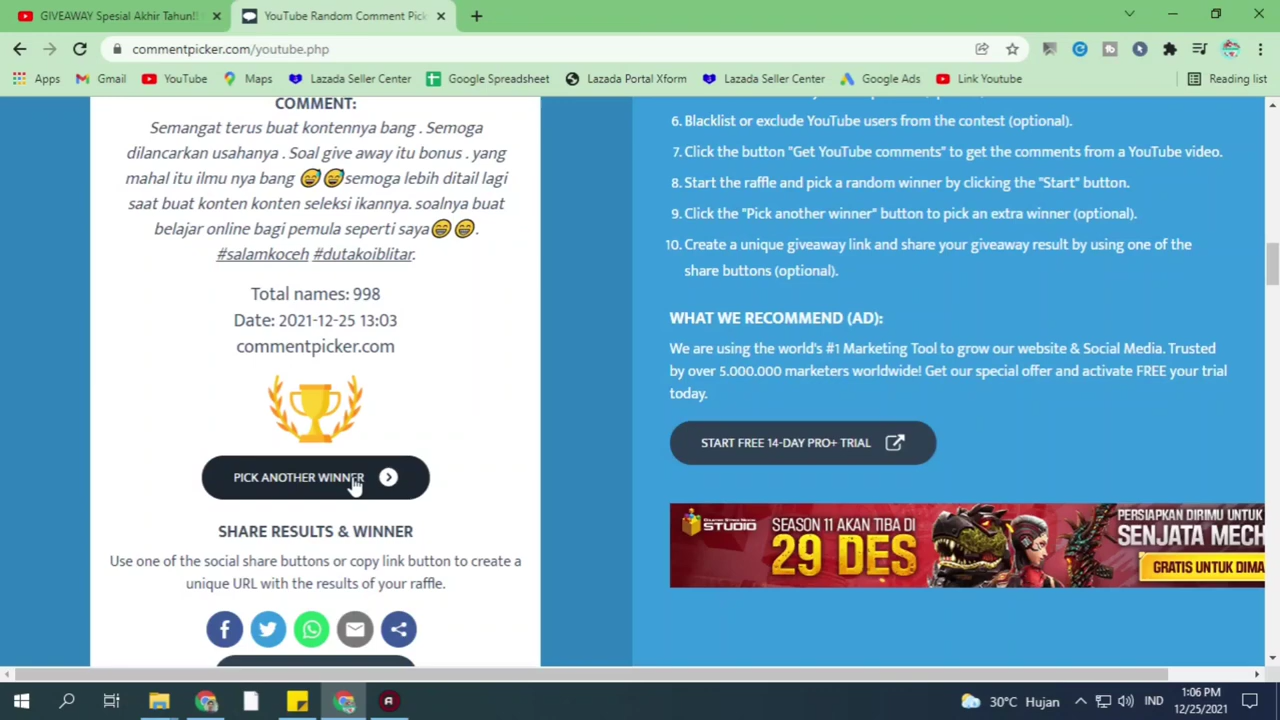 GIVEAWAY Spesial Akhir Tahun!!
YouTube Random Comment Pick
commentpicker.com/youtube.php
Apps
Gmail
YouTube
Maps
Lazada Seller Center
Google Spreadsheet
Lazada Portal Xform
Lazada Seller Center
Google Ads
Link Youtube
Reading list
COMMENT:
Semangat terus buat kontennya bang . Semoga
dilancarkan usahanya . Soal give away itu bonus . yang
mahal itu ilmu nya bang 😅😅semoga lebih ditail lagi
saat buat konten konten seleksi ikannya. soalnya buat
belajar online bagi pemula seperti saya😄😄.
#salamkoceh #dutakoiblitar.
Total names: 998
Date: 2021-12-25 13:03
commentpicker.com
PICK ANOTHER WINNER
SHARE RESULTS & WINNER
Use one of the social share buttons or copy link button to create a
unique URL with the results of your raffle.
6. Blacklist or exclude YouTube users from the contest (optional).
7. Click the button "Get YouTube comments" to get the comments from a YouTube video.
8. Start the raffle and pick a random winner by clicking the "Start" button.
9. Click the "Pick another winner" button to pick an extra winner (optional).
10. Create a unique giveaway link and share your giveaway result by using one of the
share buttons (optional).
WHAT WE RECOMMEND (AD):
We are using the world's #1 Marketing Tool to grow our website & Social Media. Trusted
by over 5.000.000 marketers worldwide! Get our special offer and activate FREE your trial
today.
START FREE 14-DAY PRO+ TRIAL
STUDIO
SEASON 11 AKAN TIBA DI
29 DES
PERSIAPKAN DIRIMU UNTUK
SENJATA MECH
GRATIS UNTUK DIMA
30°C Hujan
IND
1:06 PM
12/25/2021